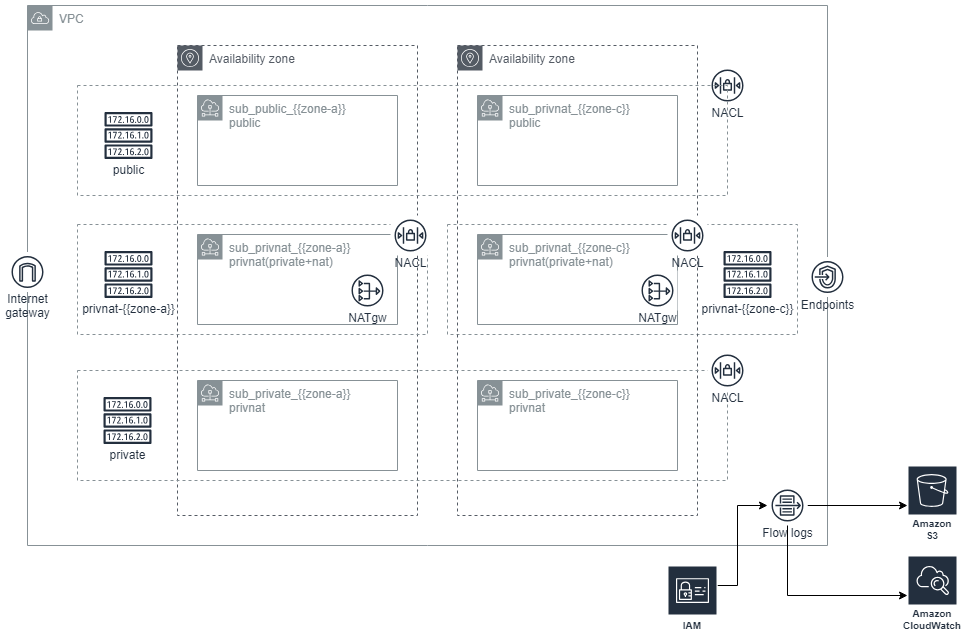 VPC
Availability zone
Availability zone
NACL
172.16.0.0
172.16.1.0
172.16.2.0
public
sub_public_{{zone-a}}
public
sub_privnat_{{zone-c}}
public
172.16.0.0
172.16.1.0
172.16.2.0
privnat-{{zone-a}}
sub_privnat_{{zone-a}}
privnat(private+nat)
NACL
NATgw
sub_privnat_{{zone-c}}
privnat(private+nat)
NACL
NATgw
172.16.0.0
172.16.1.0
172.16.2.0
privnat-{{zone-c}}
Internet
gateway
Endpoints
172.16.0.0
172.16.1.0
172.16.2.0
private
sub_private_{{zone-a}}
privnat
sub_private_{{zone-c}}
privnat
NACL
Flow logs
Amazon
S3
IAM
Amazon
CloudWatch